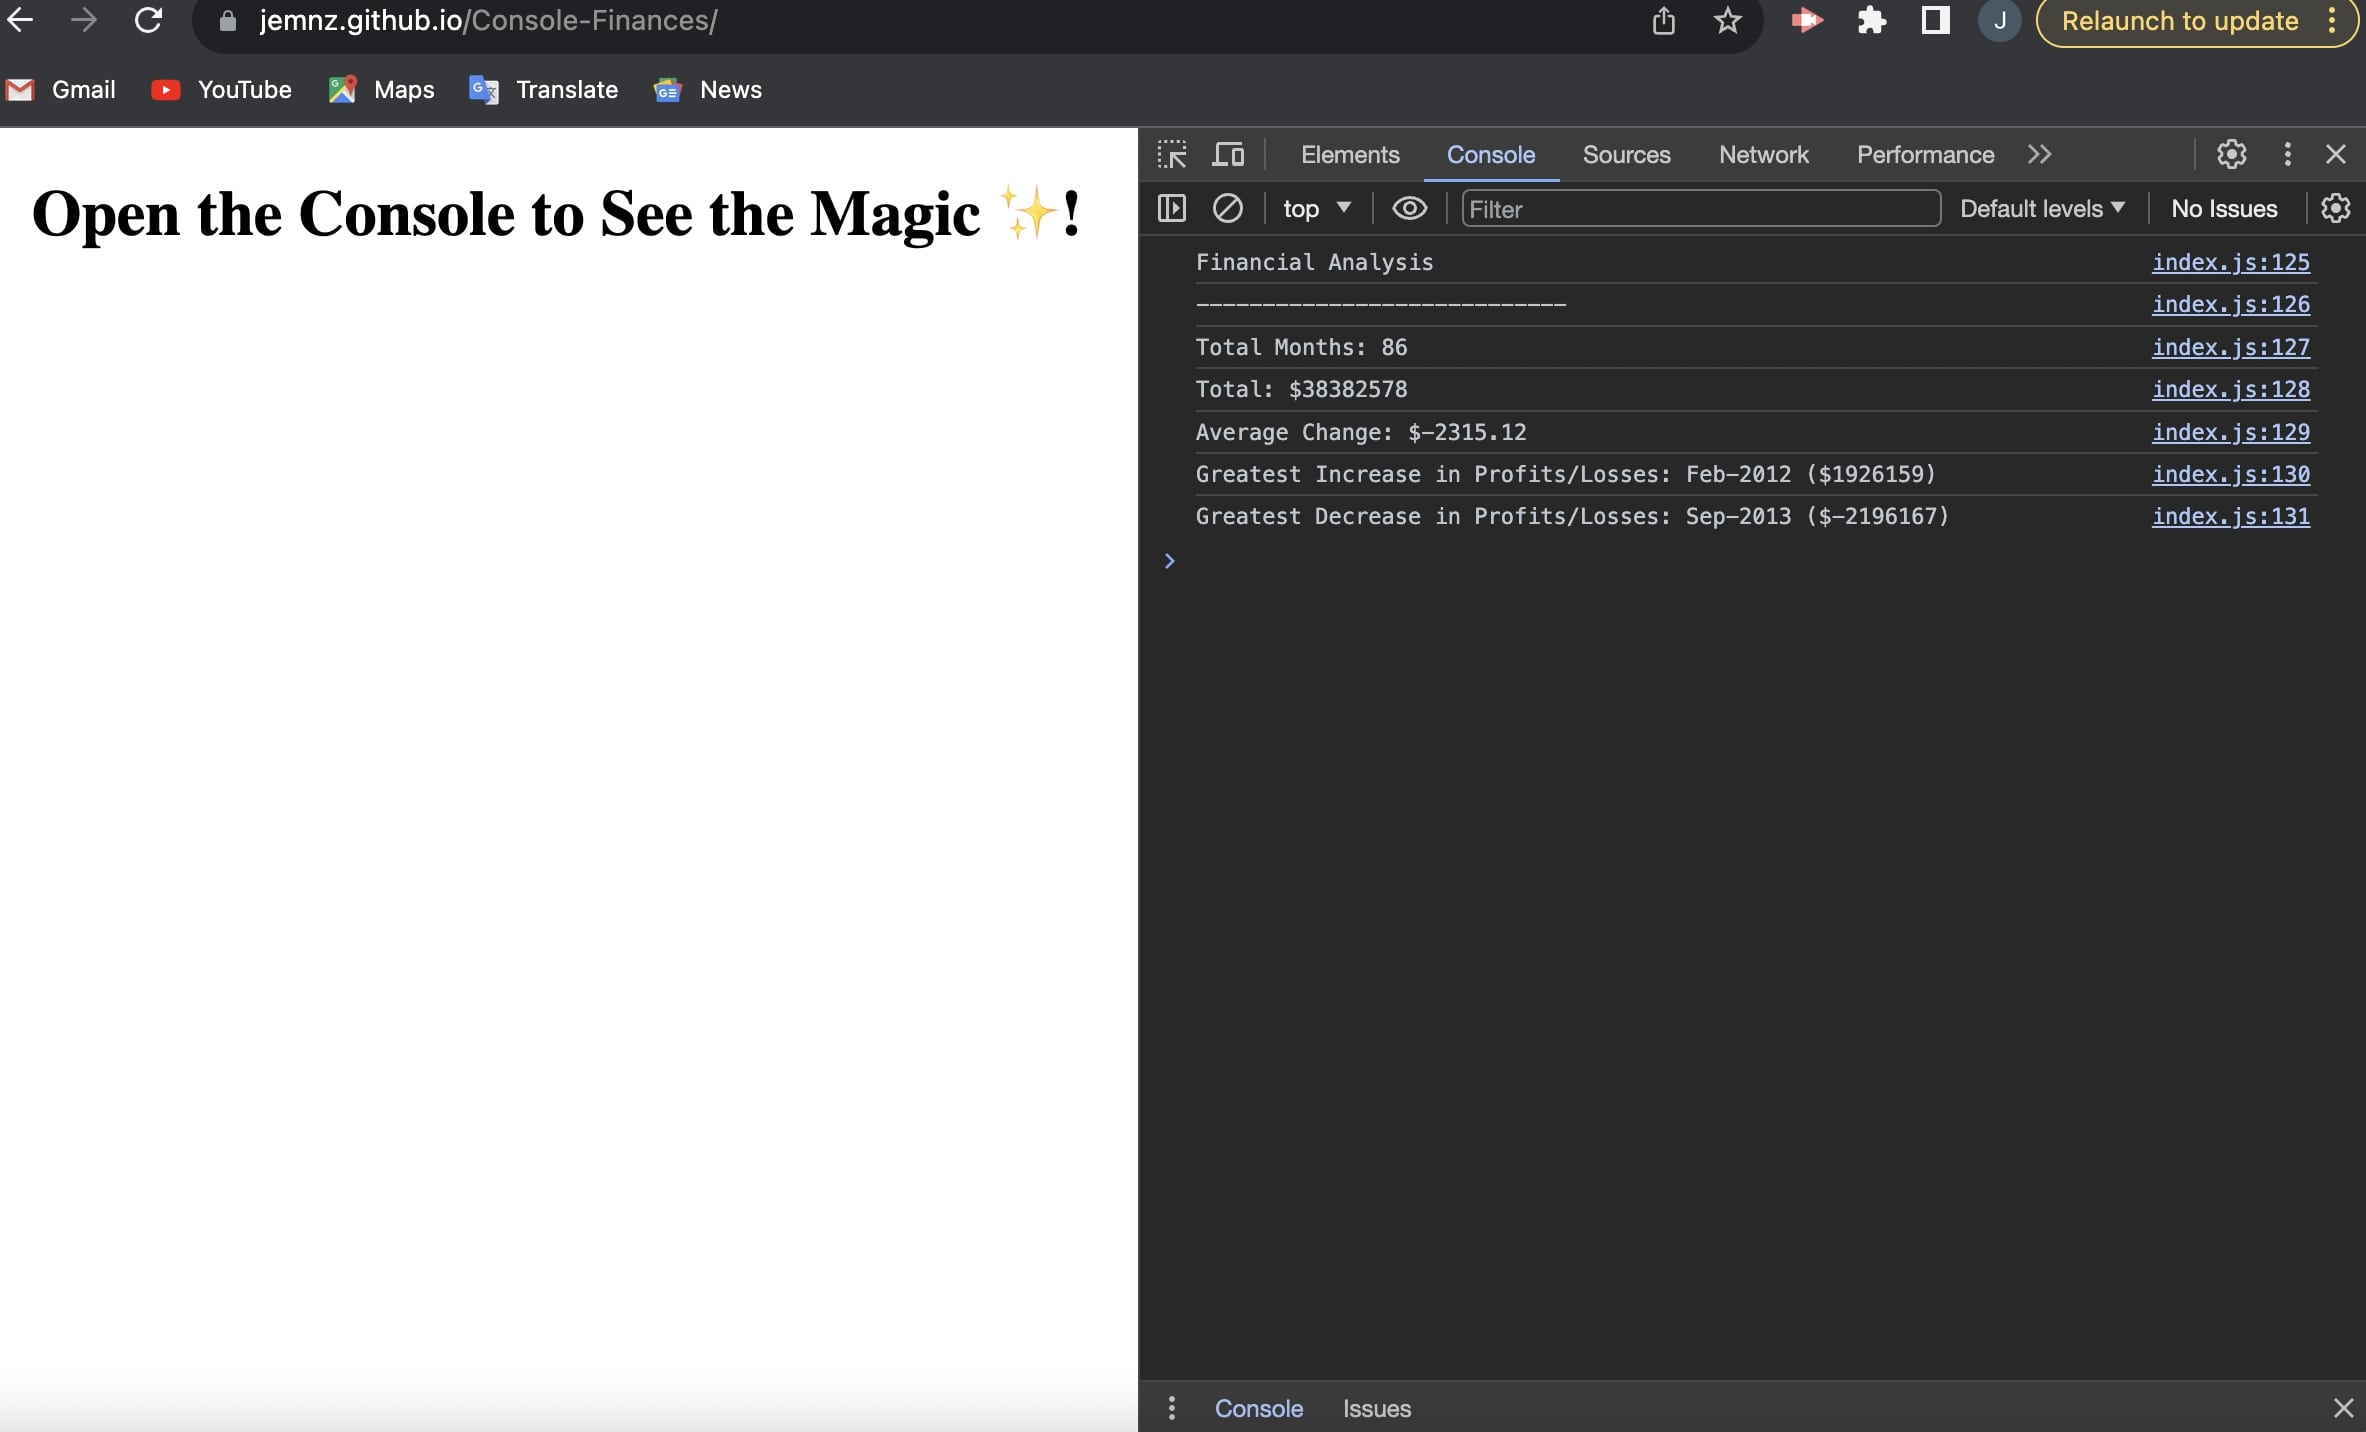 jemnz.github.io/Console-Finances/
J
Relaunch to update
Gmail YouTube Maps Translate News
Open the Console to See the Magic ✨!
Elements Console Sources Network Performance
top Filter Default levels No Issues
Financial Analysis index.js:125
---------------------------- index.js:126
Total Months: 86 index.js:127
Total: $38382578 index.js:128
Average Change: $-2315.12 index.js:129
Greatest Increase in Profits/Losses: Feb-2012 ($1926159) index.js:130
Greatest Decrease in Profits/Losses: Sep-2013 ($-2196167) index.js:131
Console Issues